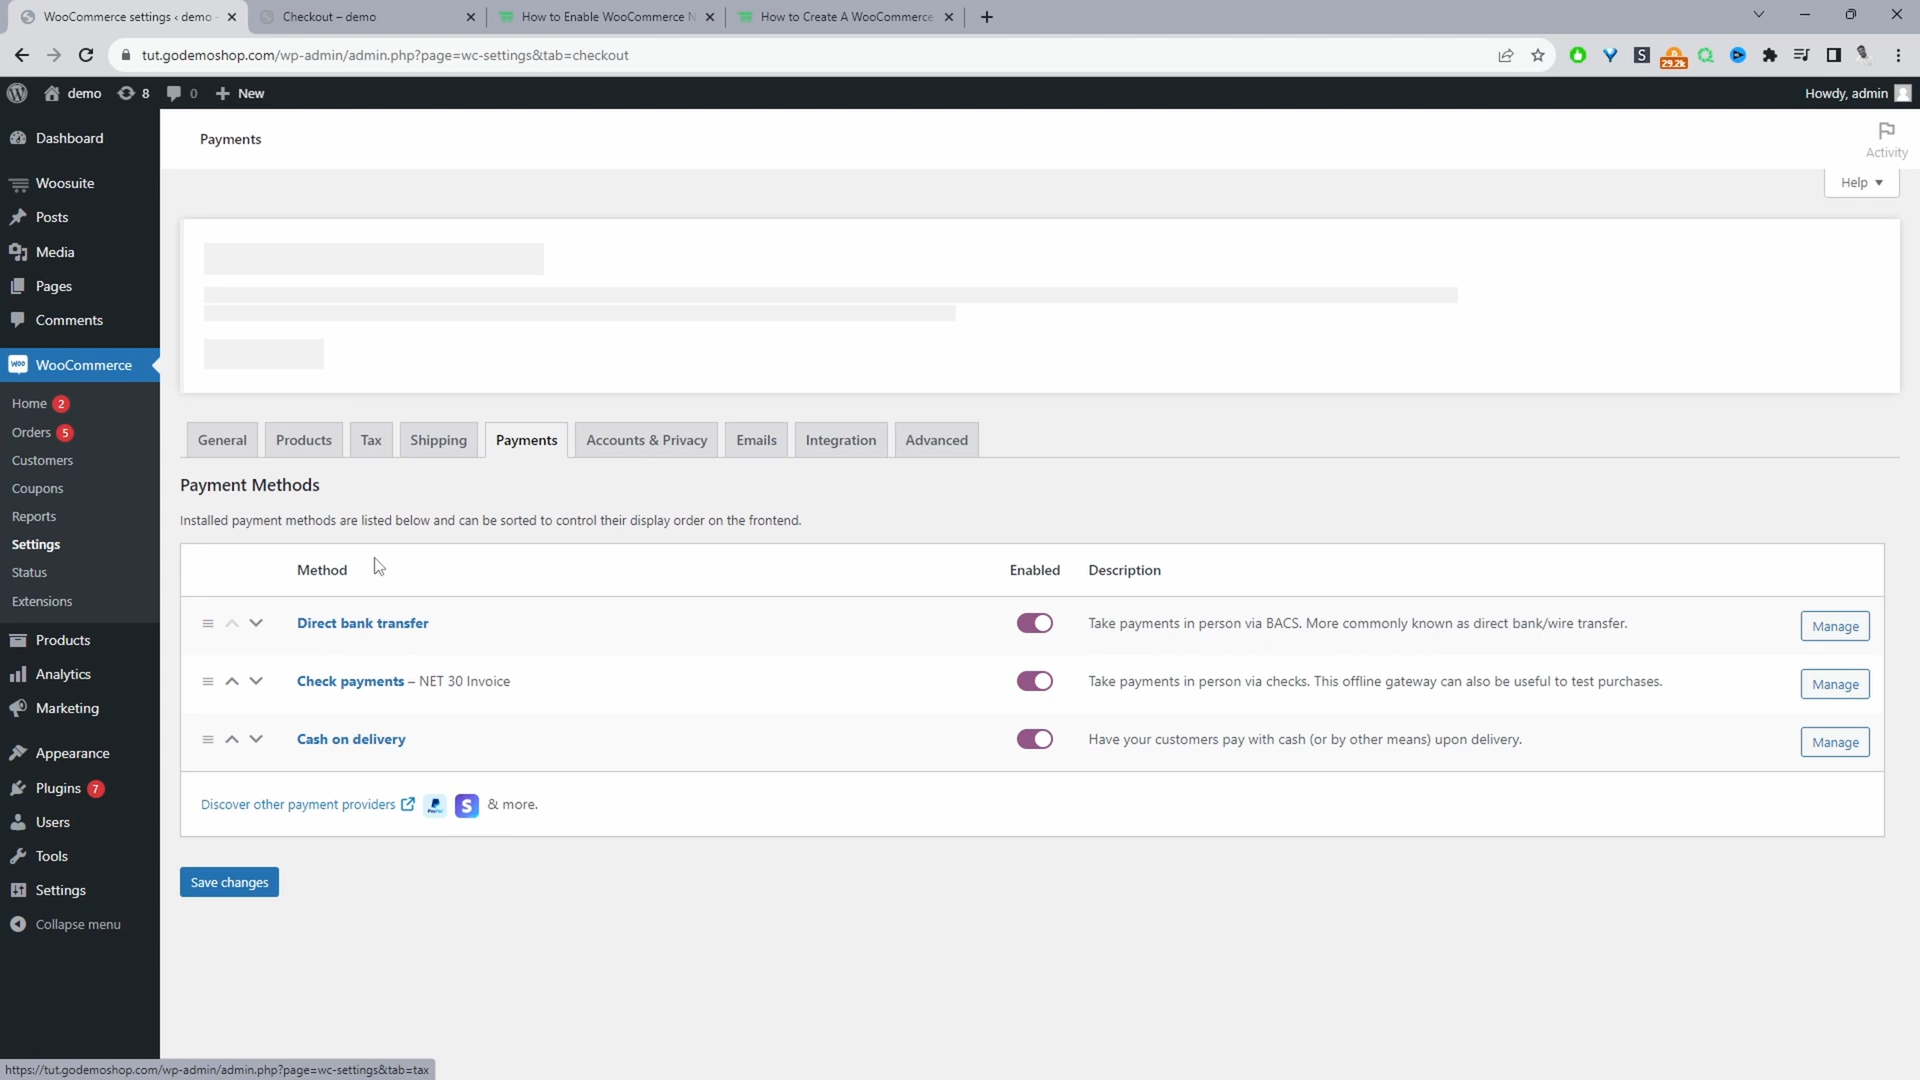 WooCommerce settings ‹ demo
Checkout – demo
How to Enable WooCommerce N
How to Create A WooCommerce
tut.godemoshop.com/wp-admin/admin.php?page=wc-settings&tab=checkout
29.2k
demo
8
0
New
Howdy, admin
Dashboard
Woosuite
Posts
Media
Pages
Comments
WooCommerce
Home 2
Orders 5
Customers
Coupons
Reports
Settings
Status
Extensions
Products
Analytics
Marketing
Appearance
Plugins 7
Users
Tools
Settings
Collapse menu
Payments
Activity
Help
General
Products
Tax
Shipping
Payments
Accounts & Privacy
Emails
Integration
Advanced
Payment Methods
Installed payment methods are listed below and can be sorted to control their display order on the frontend.
Method
Enabled
Description
Direct bank transfer
Take payments in person via BACS. More commonly known as direct bank/wire transfer.
Manage
Check payments – NET 30 Invoice
Take payments in person via checks. This offline gateway can also be useful to test purchases.
Manage
Cash on delivery
Have your customers pay with cash (or by other means) upon delivery.
Manage
Discover other payment providers
S
& more.
Save changes
https://tut.godemoshop.com/wp-admin/admin.php?page=wc-settings&tab=tax